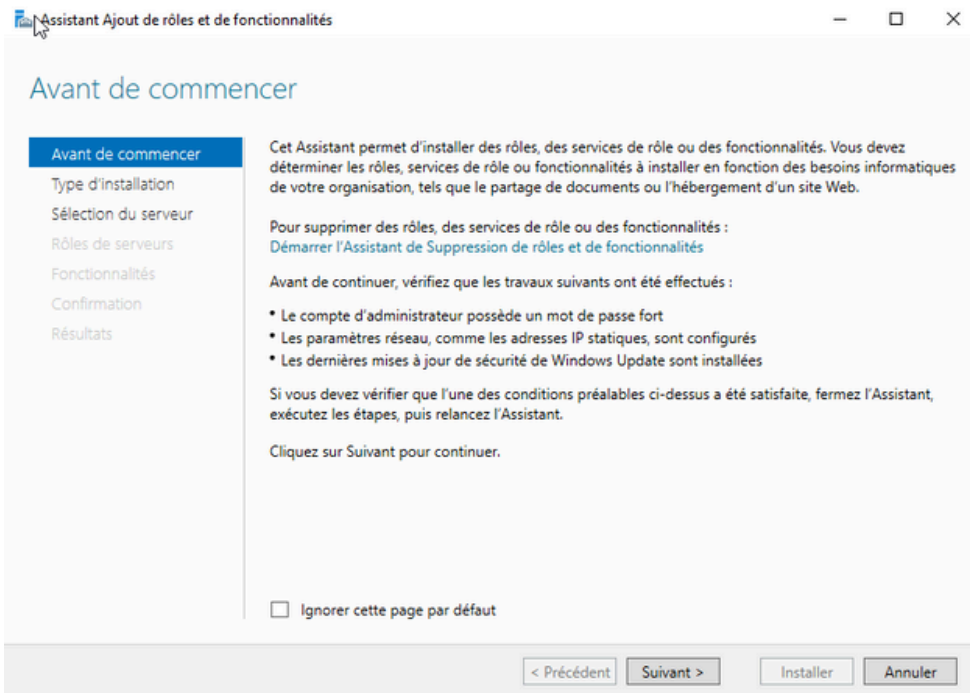 Assistant Ajout de rôles et de fonctionnalités
Avant de commencer
Avant de commencer
Type d'installation
Sélection du serveur
Rôles de serveurs
Fonctionnalités
Confirmation
Résultats
Cet Assistant permet d'installer des rôles, des services de rôle ou des fonctionnalités. Vous devez
déterminer les rôles, services de rôle ou fonctionnalités à installer en fonction des besoins informatiques
de votre organisation, tels que le partage de documents ou l'hébergement d'un site Web.
Pour supprimer des rôles, des services de rôle ou des fonctionnalités :
Démarrer l'Assistant de Suppression de rôles et de fonctionnalités
Avant de continuer, vérifiez que les travaux suivants ont été effectués :
• Le compte d'administrateur possède un mot de passe fort
• Les paramètres réseau, comme les adresses IP statiques, sont configurés
• Les dernières mises à jour de sécurité de Windows Update sont installées
Si vous devez vérifier que l'une des conditions préalables ci-dessus a été satisfaite, fermez l'Assistant,
exécutez les étapes, puis relancez l'Assistant.
Cliquez sur Suivant pour continuer.
Ignorer cette page par défaut
< Précédent
Suivant >
Installer
Annuler